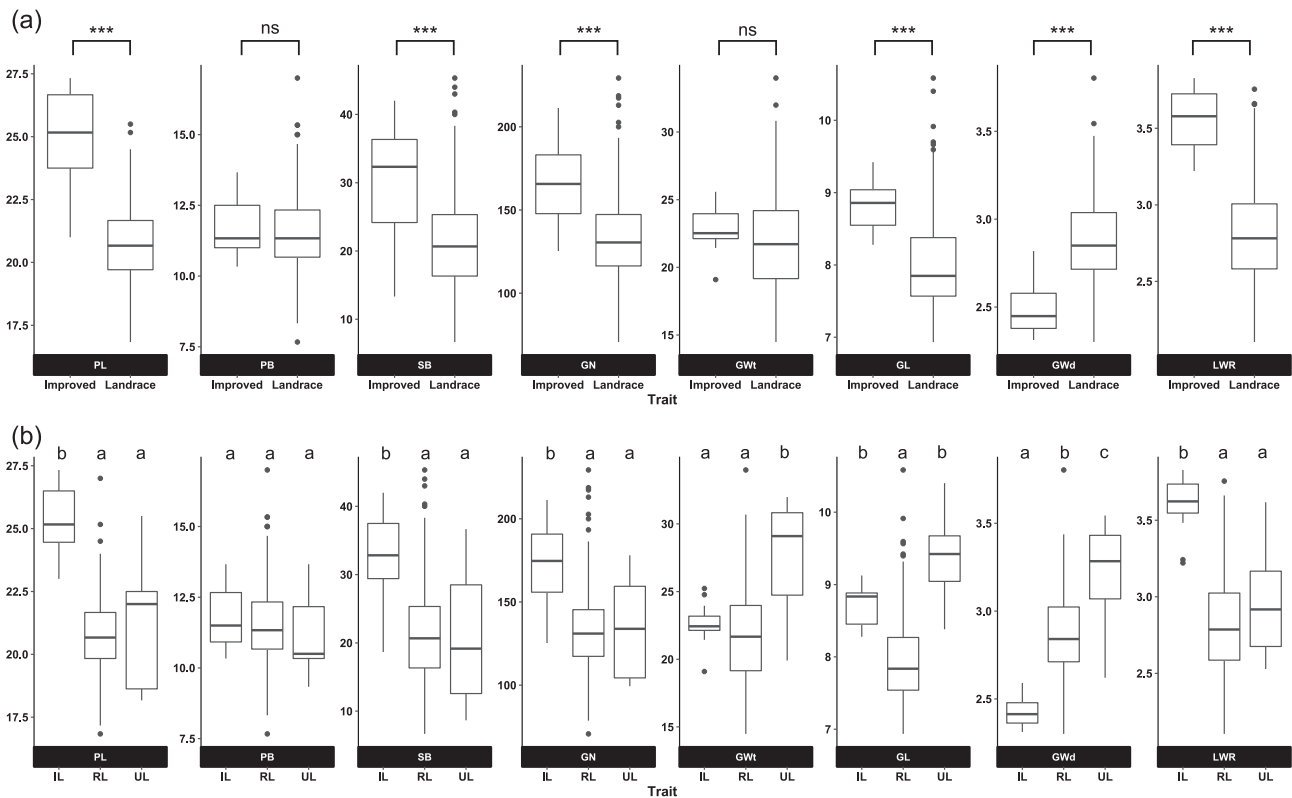 (a)
*** ns *** *** ns *** *** ***
27.5 25.0 22.5 20.0 17.5
15.0 12.5 10.0 7.5
40 30 20 10
200 150 100
30 25 20 15
10 9 8 7
3.5 3.0 2.5
3.5 3.0 2.5
PL PB SB GN GWt GL GWd LWR
Improved Landrace Improved Landrace Improved Landrace Improved Landrace Improved Landrace Improved Landrace Improved Landrace Improved Landrace
Trait
(b)
b a a a a a b a a b a a a a b b a b a b c b a a
27.5 25.0 22.5 20.0 17.5
15.0 12.5 10.0 7.5
40 30 20 10
200 150 100
30 25 20 15
10 9 8 7
3.5 3.0 2.5
3.5 3.0 2.5
PL PB SB GN GWt GL GWd LWR
IL RL UL IL RL UL IL RL UL IL RL UL IL RL UL IL RL UL IL RL UL IL RL UL
Trait